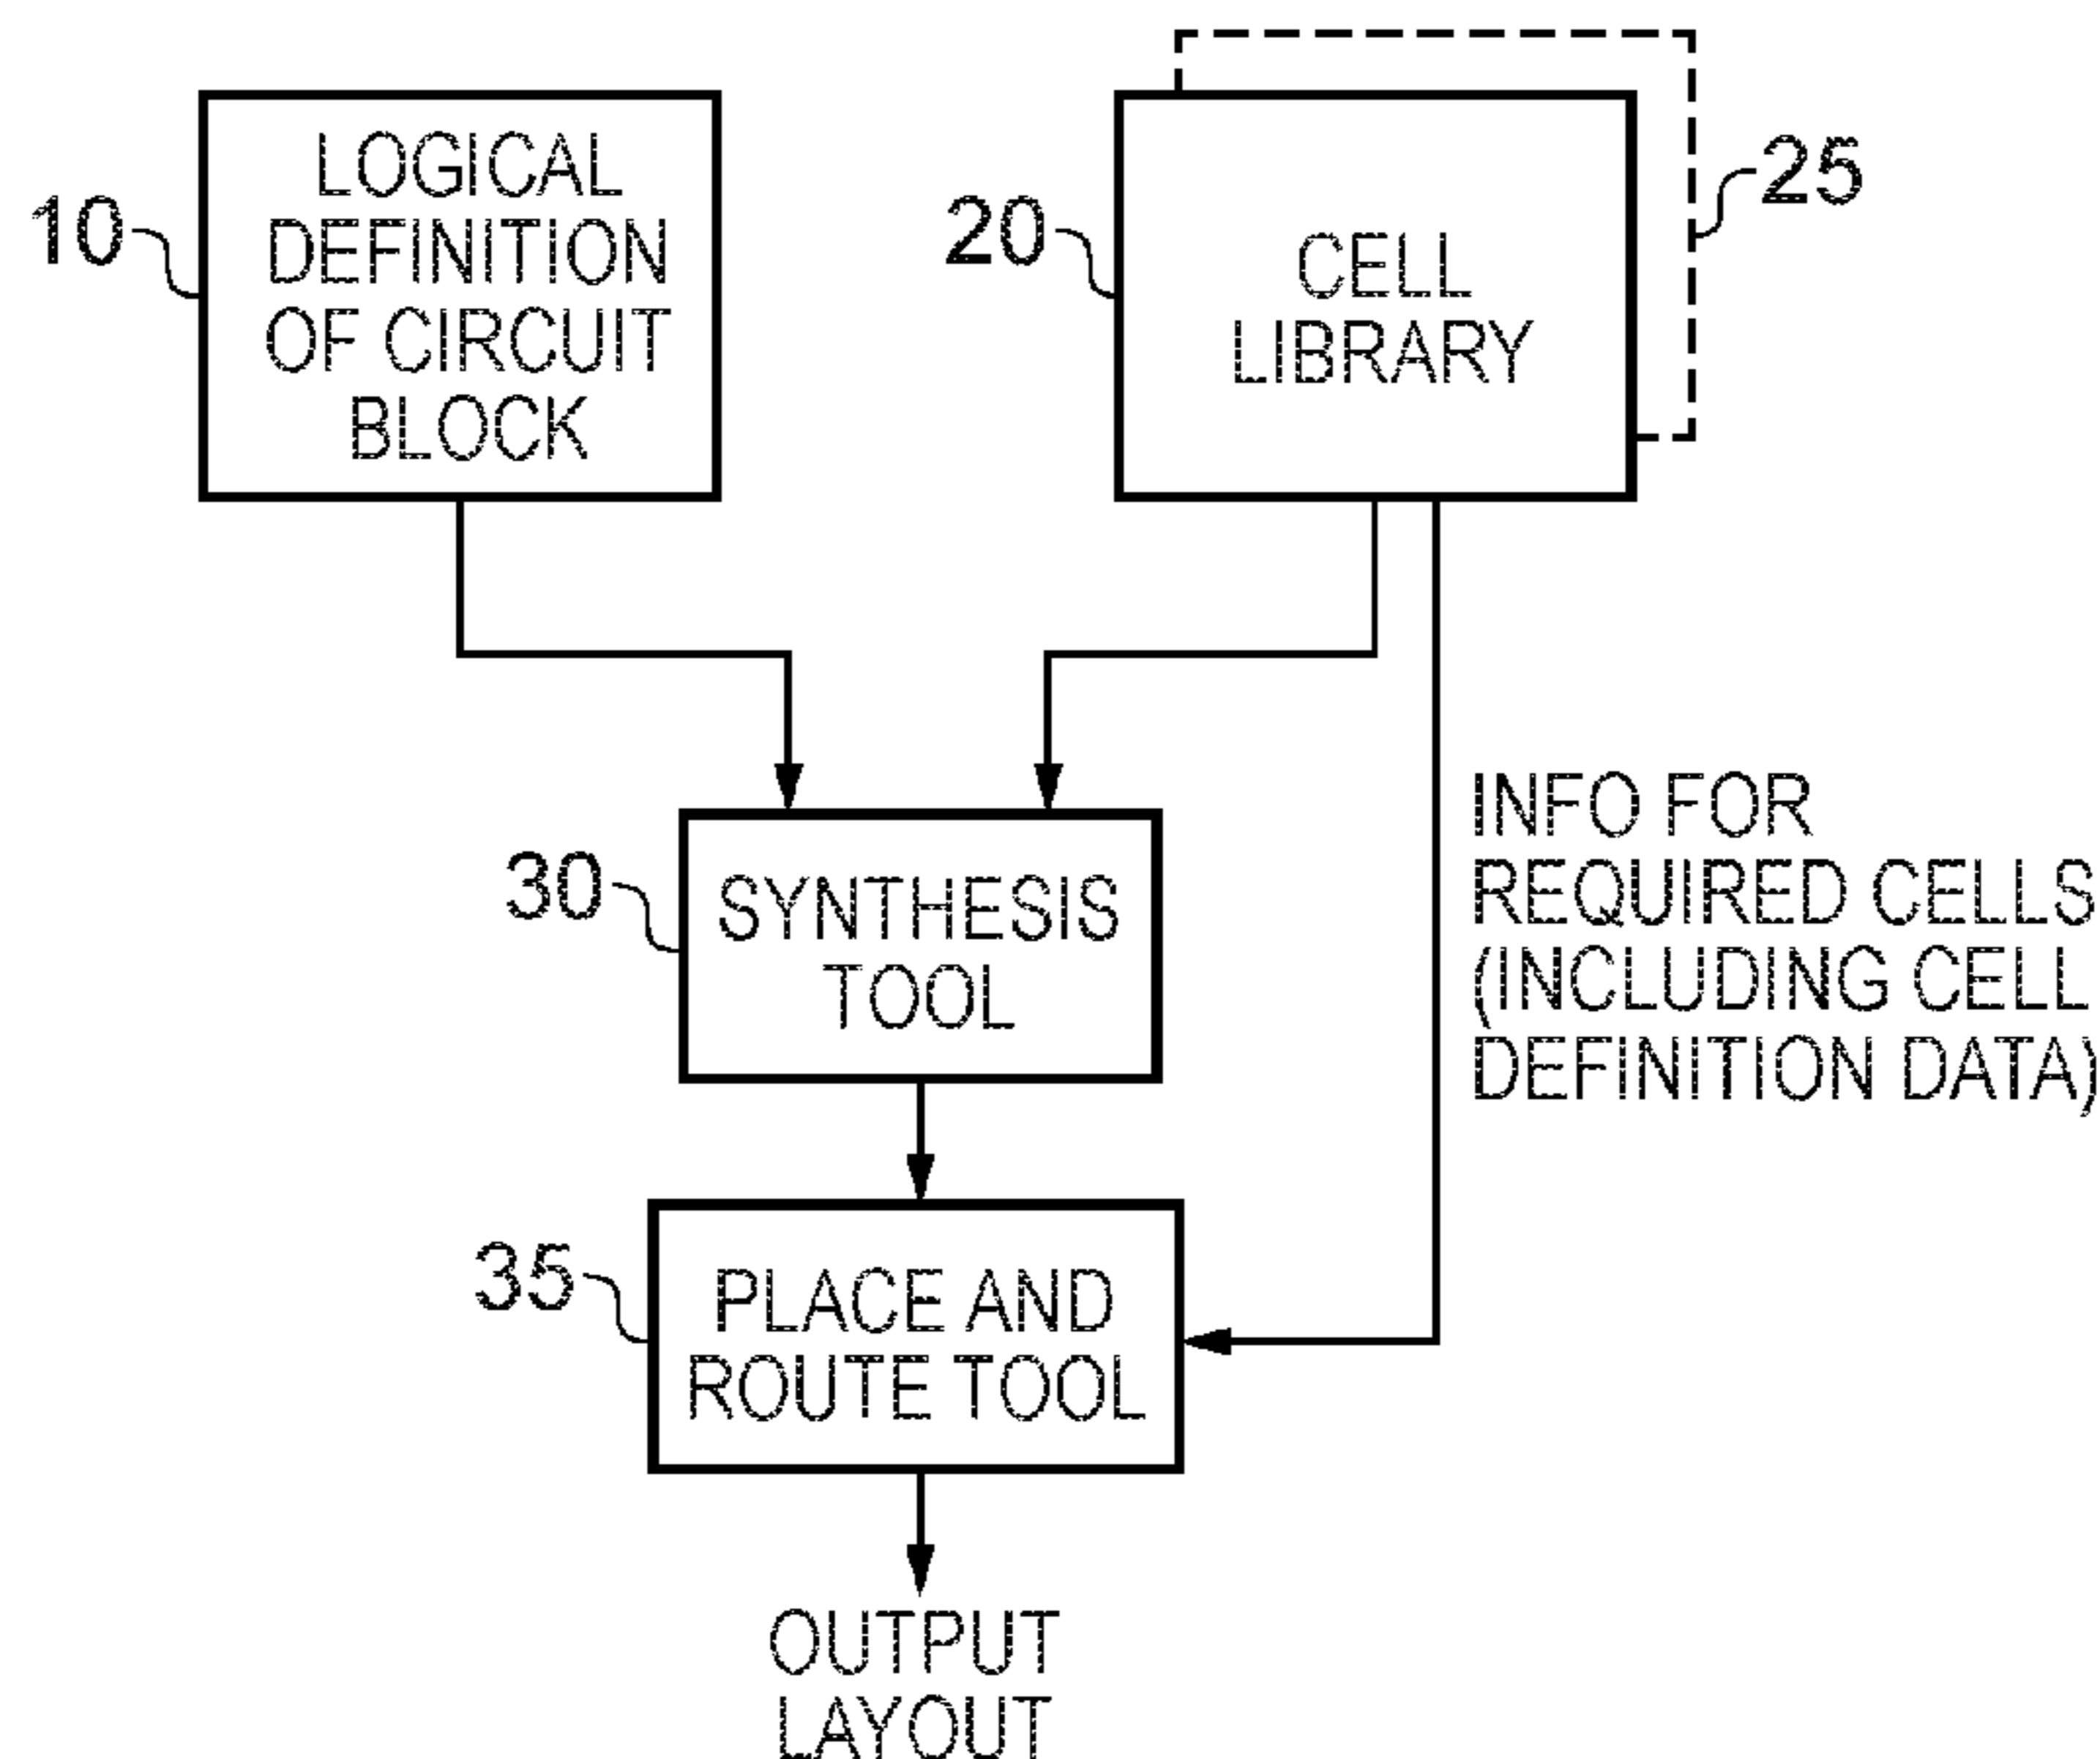 10
LOGICAL
DEFINITION
OF CIRCUIT
BLOCK
20
CELL
LIBRARY
25
30
SYNTHESIS
TOOL
INFO FOR
REQUIRED CELLS
(INCLUDING CELL
DEFINITION DATA)
35
PLACE AND
ROUTE TOOL
OUTPUT
LAYOUT